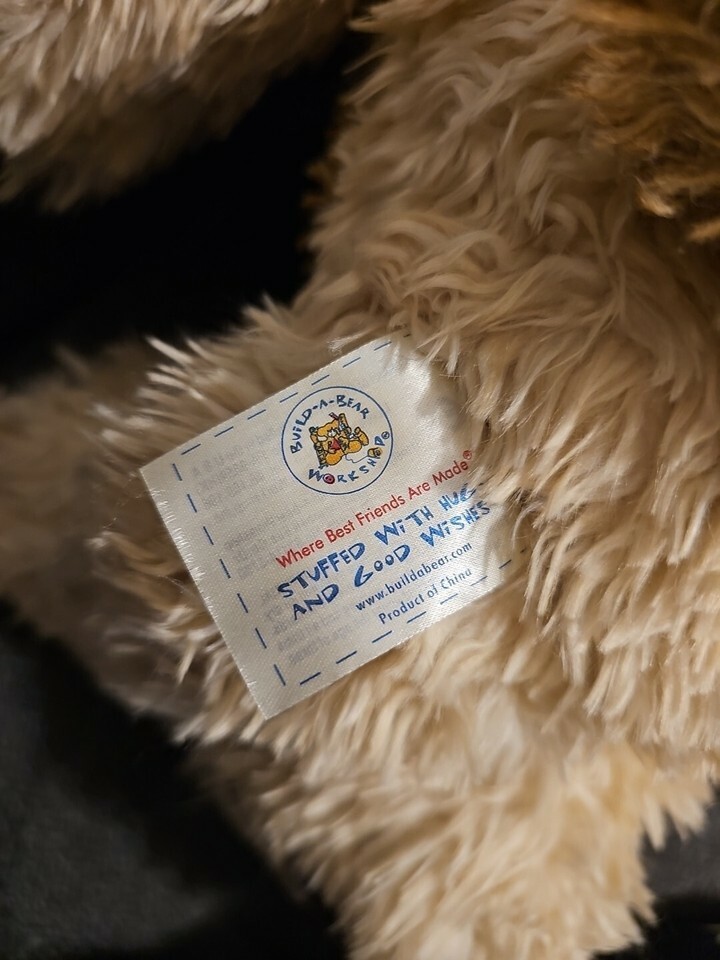 BUILD-A-BEAR
WORKSHOP®
Where Best Friends Are Made®
STUFFED WITH HUGS
AND GOOD WISHES
www.buildabear.com
Product of China